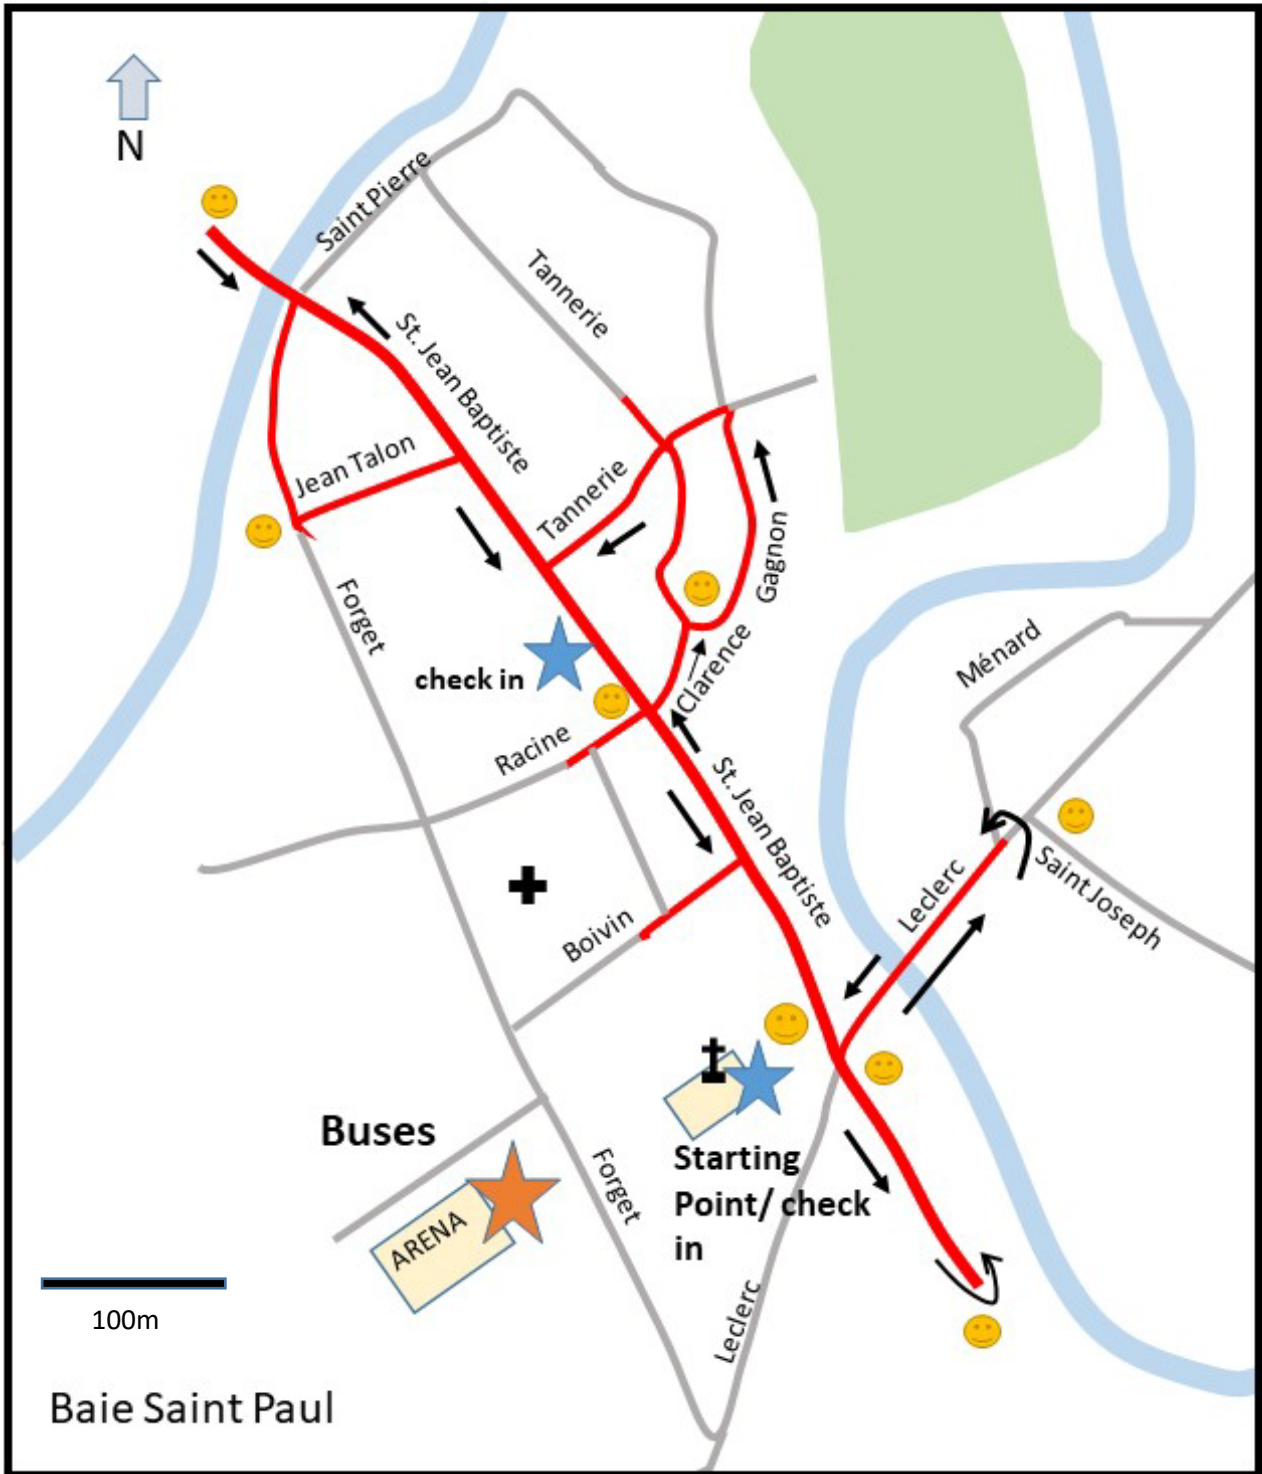 N
Saint Pierre
Tannerie
St. Jean Baptiste
Jean Talon
Tannerie
Gagnon
Forget
Clarence
Ménard
check in
Racine
St. Jean Baptiste
Leclerc
Saint Joseph
Boivin
Buses
ARENA
Forget
Starting
Point/ check
in
Leclerc
100m
Baie Saint Paul